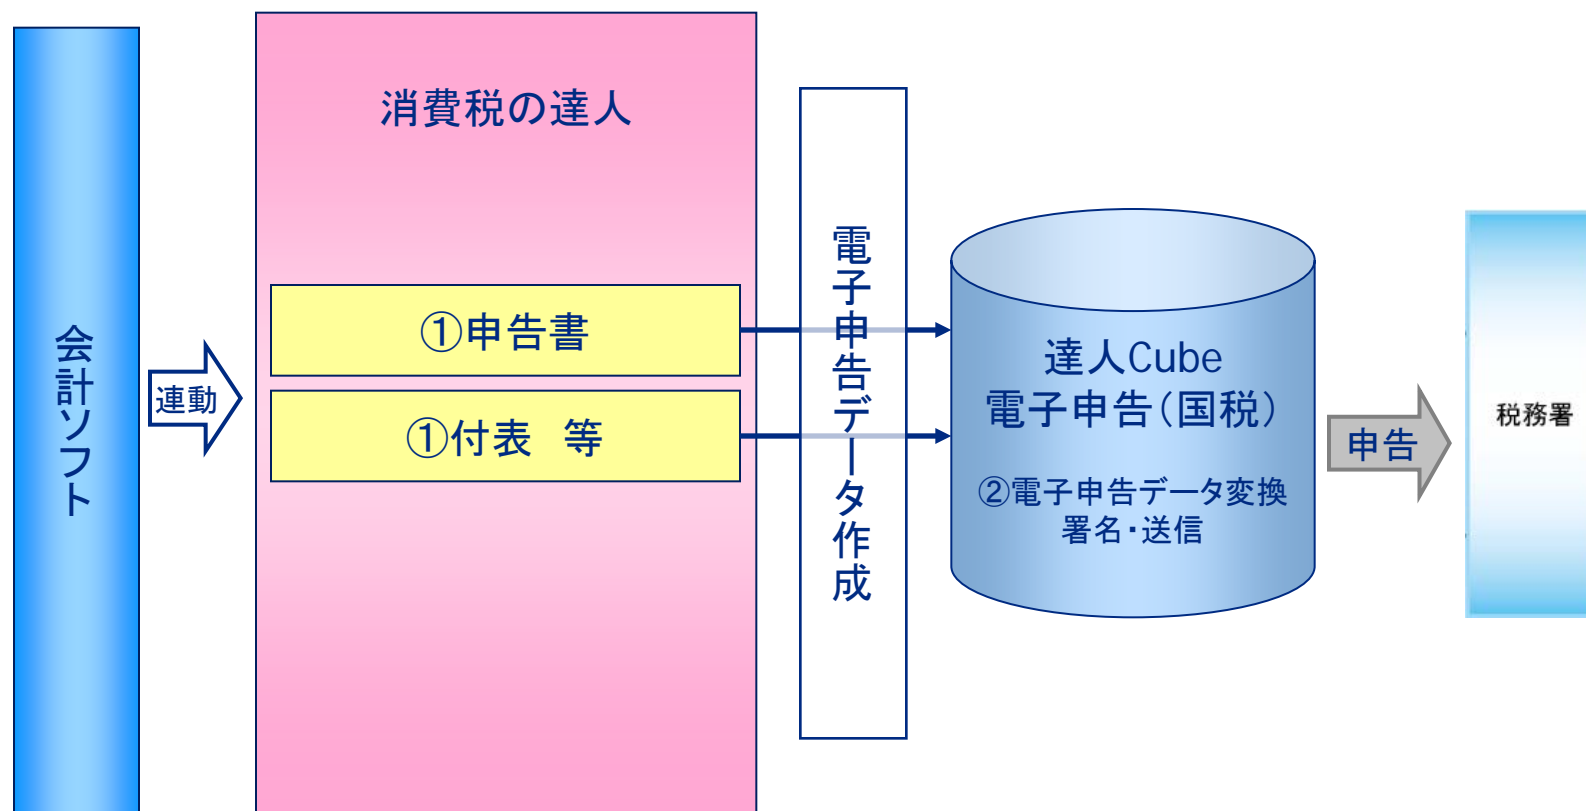 会計ソフト
連動
消費税の達人
①申告書
①付表　等
電子申告データ作成
達人Cube
電子申告（国税）
②電子申告データ変換
署名・送信
申告
税務署